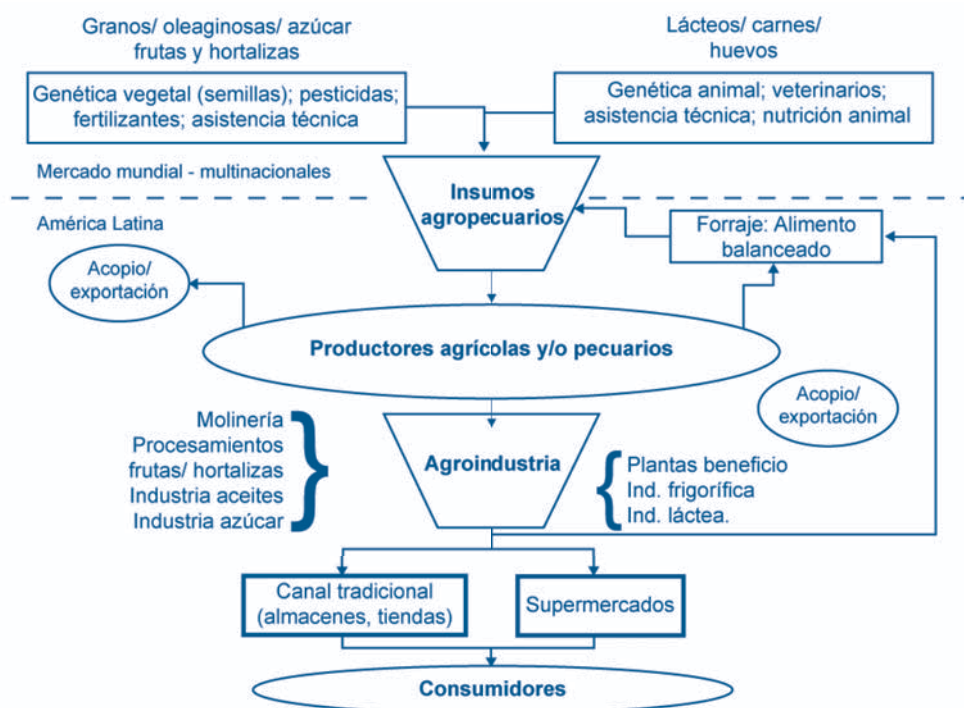 Granos/ oleaginosas/ azúcar
frutas y hortalizas
Lácteos/ carnes/
huevos
Genética vegetal (semillas); pesticidas;
fertilizantes; asistencia técnica
Genética animal; veterinarios;
asistencia técnica; nutrición animal
Mercado mundial - multinacionales
Insumos
agropecuarios
América Latina
Forraje: Alimento
balanceado
Acopio/
exportación
Productores agrícolas y/o pecuarios
Acopio/
exportación
Molinería
Procesamientos
frutas/ hortalizas
Industria aceites
Industria azúcar
Agroindustria
Plantas beneficio
Ind. frigorífica
Ind. láctea.
Canal tradicional
(almacenes, tiendas)
Supermercados
Consumidores